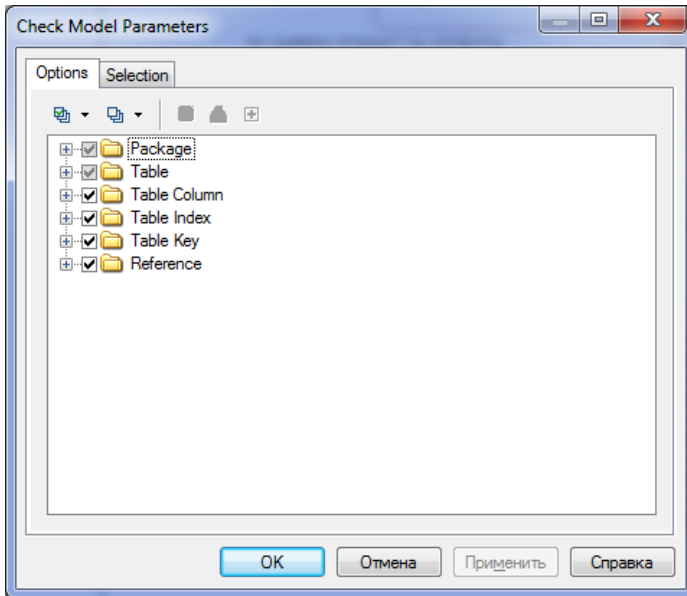 Check Model Parameters
Options Selection
Package
Table
Table Column
Table Index
Table Key
Reference
OK Отмена Применить Справка